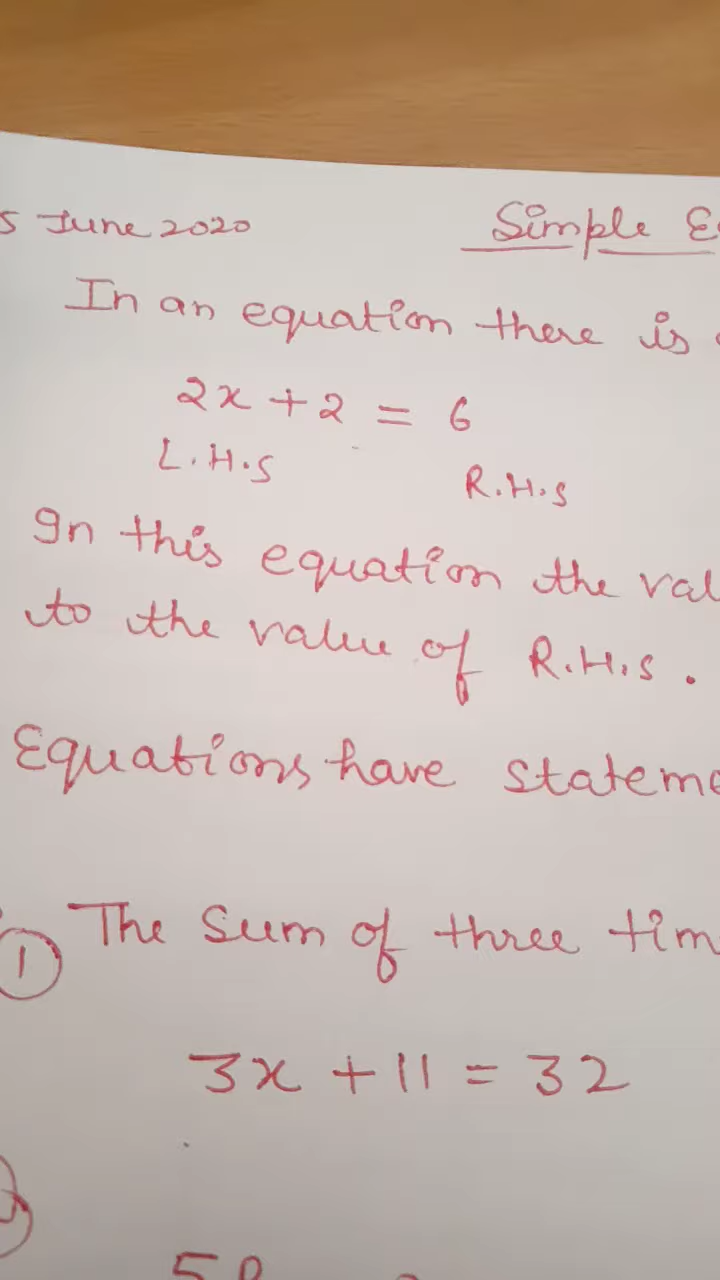 5 June 2020
Simple E
In an equation there is
2x + 2 = 6
L.H.S R.H.S
In this equation the val
to the value of R.H.S.
Equations have stateme
1 The Sum of three tim
3x + 11 = 32